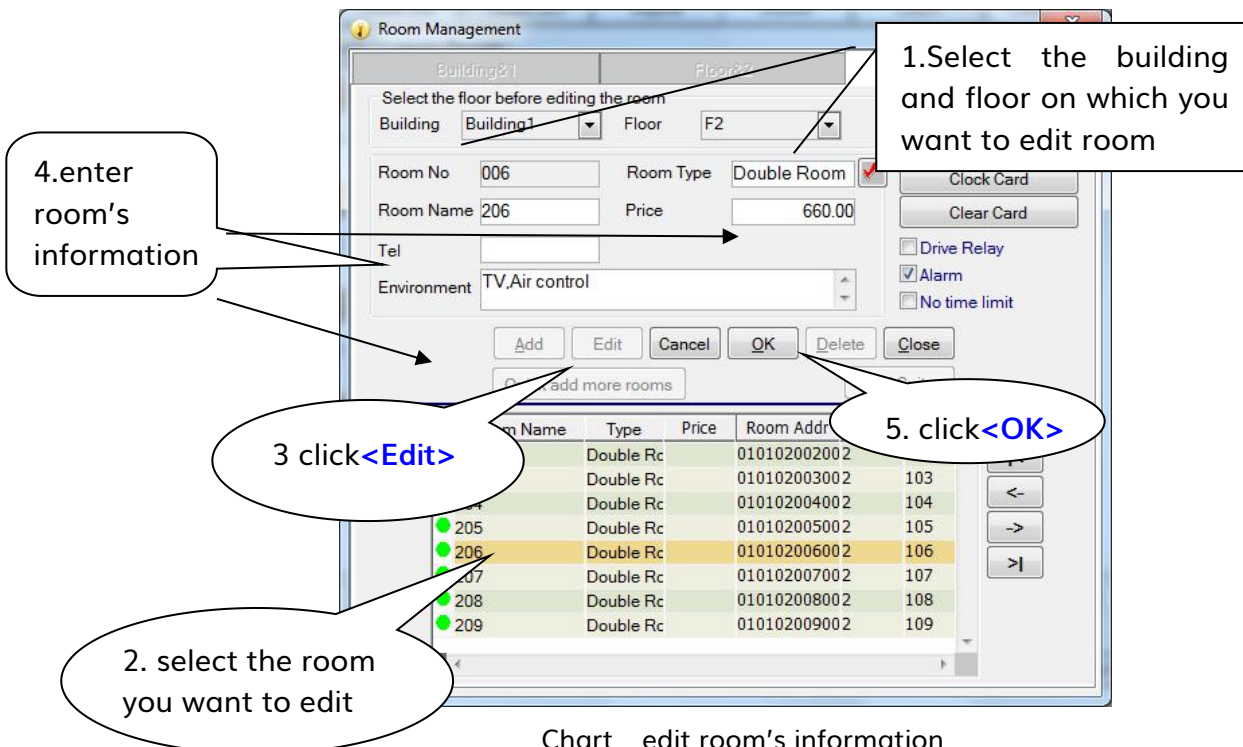 Room Management
Building&1 Floor&2
Select the floor before editing the room
Building Building1 Floor F2
Room No 006 Room Type Double Room
Room Name 206 Price 660.00
Tel
Environment TV,Air control
Clock Card
Clear Card
Drive Relay
Alarm
No time limit
Add Edit Cancel OK Delete Close
add more rooms
Name Type Price Room Addr
Double Rc 010102002002
Double Rc 010102003002 103
Double Rc 010102004002 104
205 Double Rc 010102005002 105
206 Double Rc 010102006002 106
207 Double Rc 010102007002 107
208 Double Rc 010102008002 108
209 Double Rc 010102009002 109
<-
->
>|
1.Select the building
and floor on which you
want to edit room
4.enter
room's
information
3 click<Edit>
5. click<OK>
2. select the room
you want to edit
Chart edit room's information